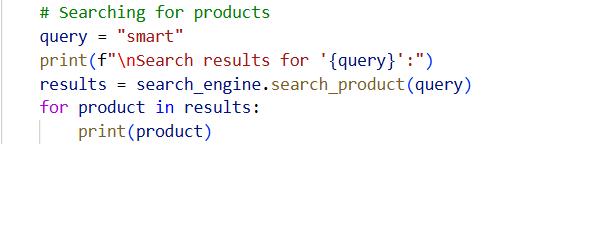 # Searching for products
query = "smart"
print(f"\nSearch results for '{query}':")
results = search_engine.search_product(query)
for product in results:
    print(product)